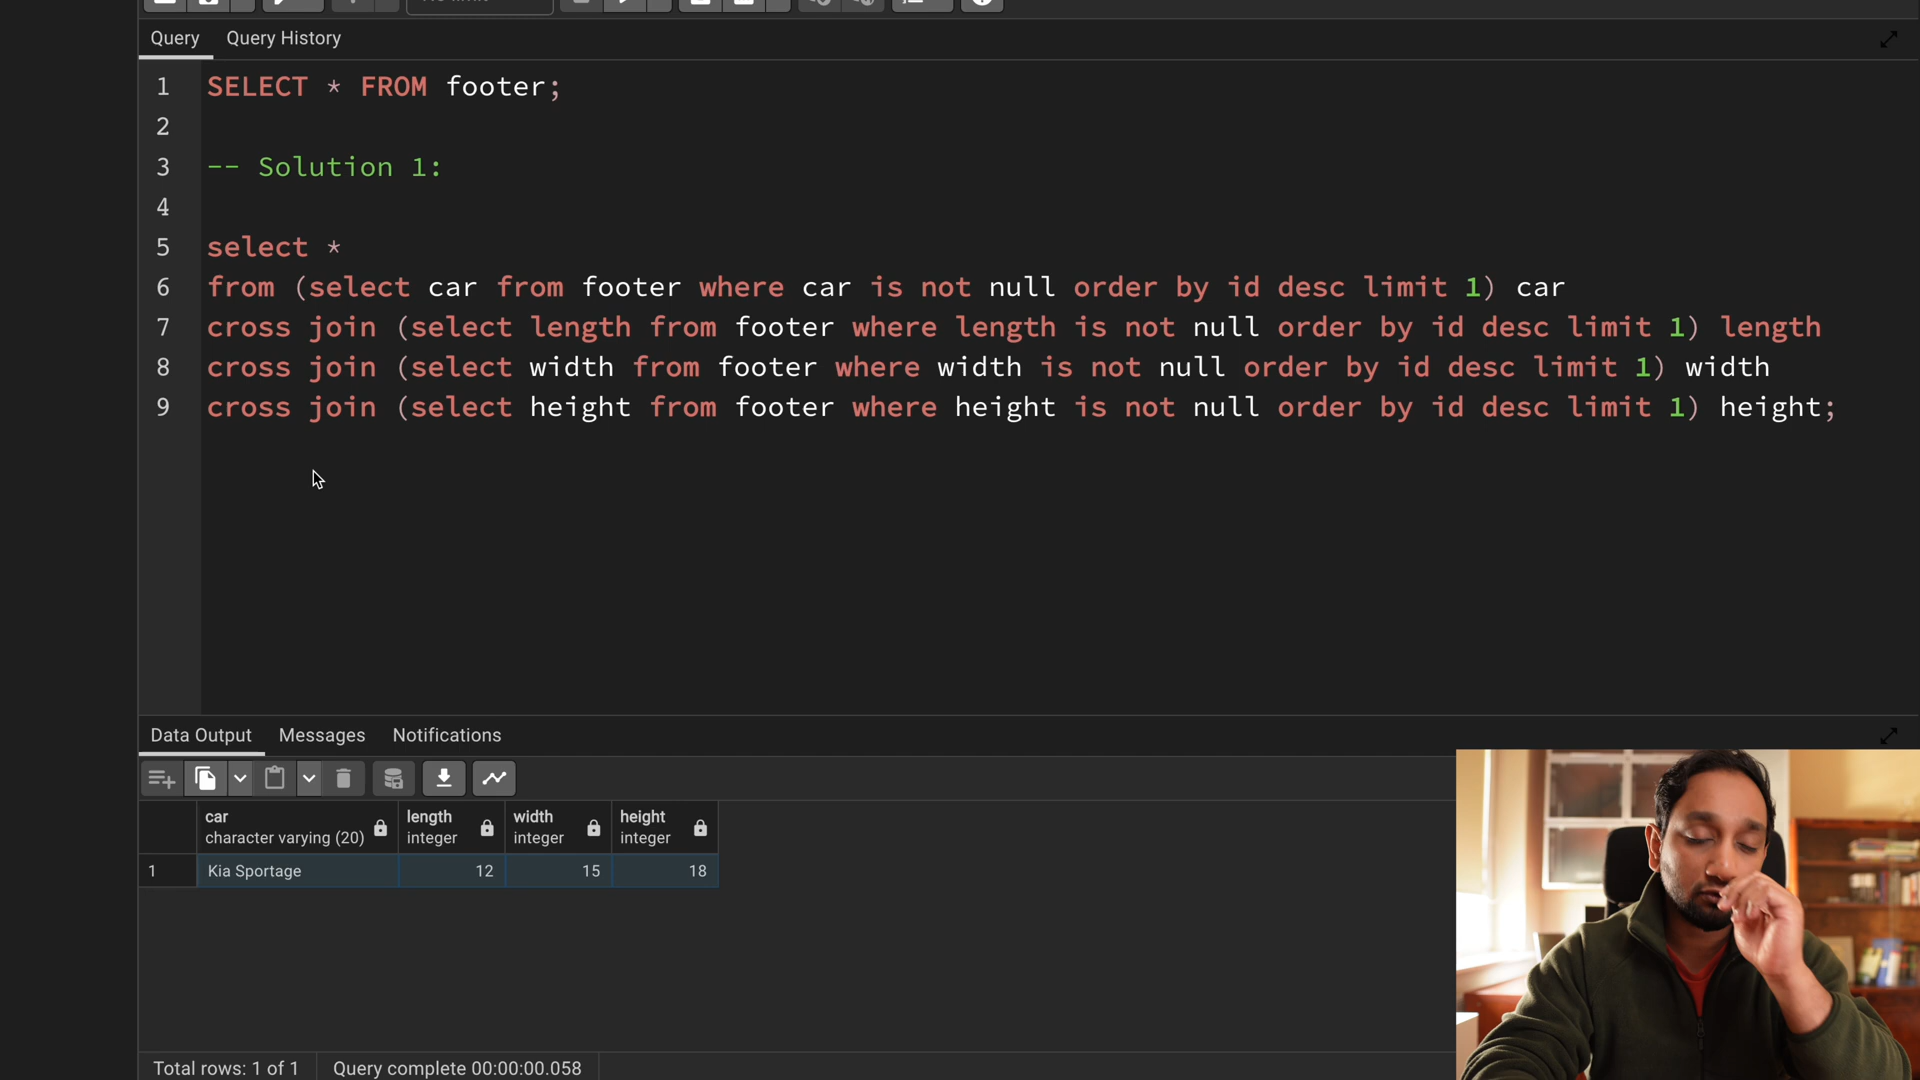 Query Query History
1 SELECT * FROM footer;
2
3 -- Solution 1:
4
5 select *
6 from (select car from footer where car is not null order by id desc limit 1) car
7 cross join (select length from footer where length is not null order by id desc limit 1) length
8 cross join (select width from footer where width is not null order by id desc limit 1) width
9 cross join (select height from footer where height is not null order by id desc limit 1) height;
Data Output Messages Notifications
car length width height
character varying (20) integer integer integer
1 Kia Sportage 12 15 18
Total rows: 1 of 1 Query complete 00:00:00.058